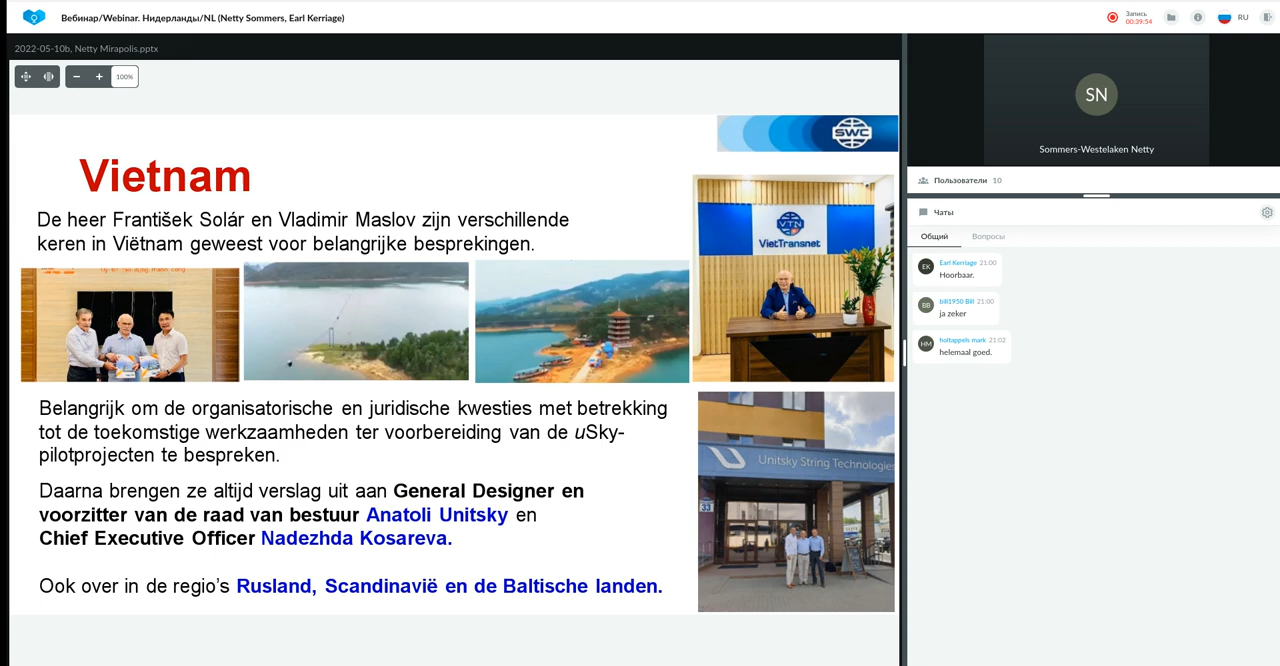 Вебинар/Webinar. Нидерланды/NL (Netty Sommers, Earl Kerriage)
Запись
00:39:54
RU
2022-05-10b, Netty Mirapolis.pptx
100%
SWC
Vietnam
De heer František Solár en Vladimir Maslov zijn verschillende
keren in Viëtnam geweest voor belangrijke besprekingen.
VTN
VietTransnet
Belangrijk om de organisatorische en juridische kwesties met betrekking
tot de toekomstige werkzaamheden ter voorbereiding van de uSky-
pilotprojecten te bespreken.
Unitsky String Technologies
33
Daarna brengen ze altijd verslag uit aan General Designer en
voorzitter van de raad van bestuur Anatoli Unitsky en
Chief Executive Officer Nadezhda Kosareva.
Ook over in de regio's Rusland, Scandinavië en de Baltische landen.
SN
Sommers-Westelaken Netty
Пользователи 10
Чаты
Общий Вопросы
EK
Earl Kerriage 21:00
Hoorbaar.
BB
bill1950 Bill 21:00
ja zeker
HM
holtappels mark 21:02
helemaal goed.